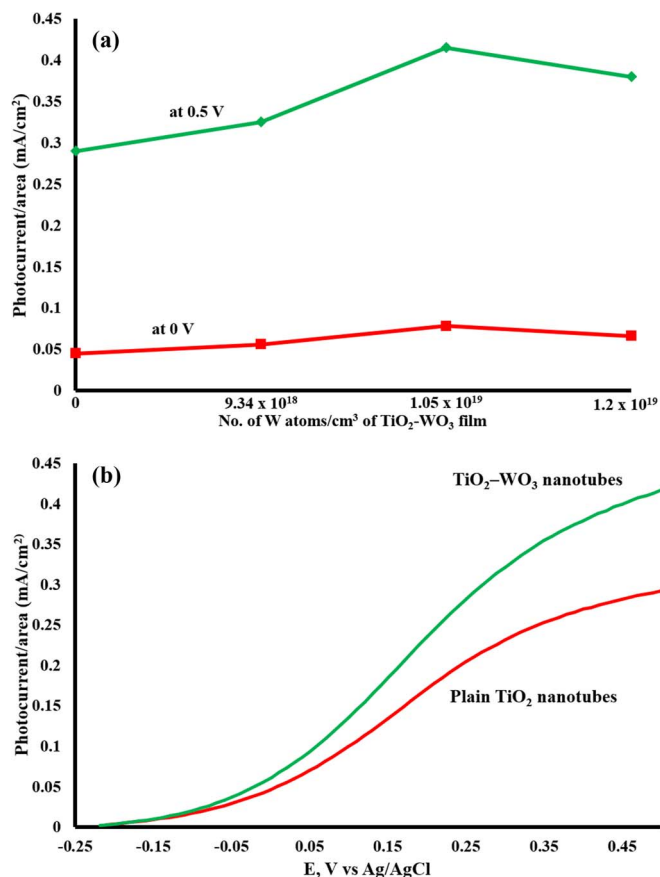 (a)
Photocurrent/area (mA/cm²)
0.45
0.4
0.35
0.3
0.25
0.2
0.15
0.1
0.05
0
at 0.5 V
at 0 V
0 9.34 x 10¹⁸ 1.05 x 10¹⁹ 1.2 x 10¹⁹
No. of W atoms/cm³ of TiO₂-WO₃ film
(b)
Photocurrent/area (mA/cm²)
0.45
0.4
0.35
0.3
0.25
0.2
0.15
0.1
0.05
0
TiO₂–WO₃ nanotubes
Plain TiO₂ nanotubes
-0.25 -0.15 -0.05 0.05 0.15 0.25 0.35 0.45
E, V vs Ag/AgCl